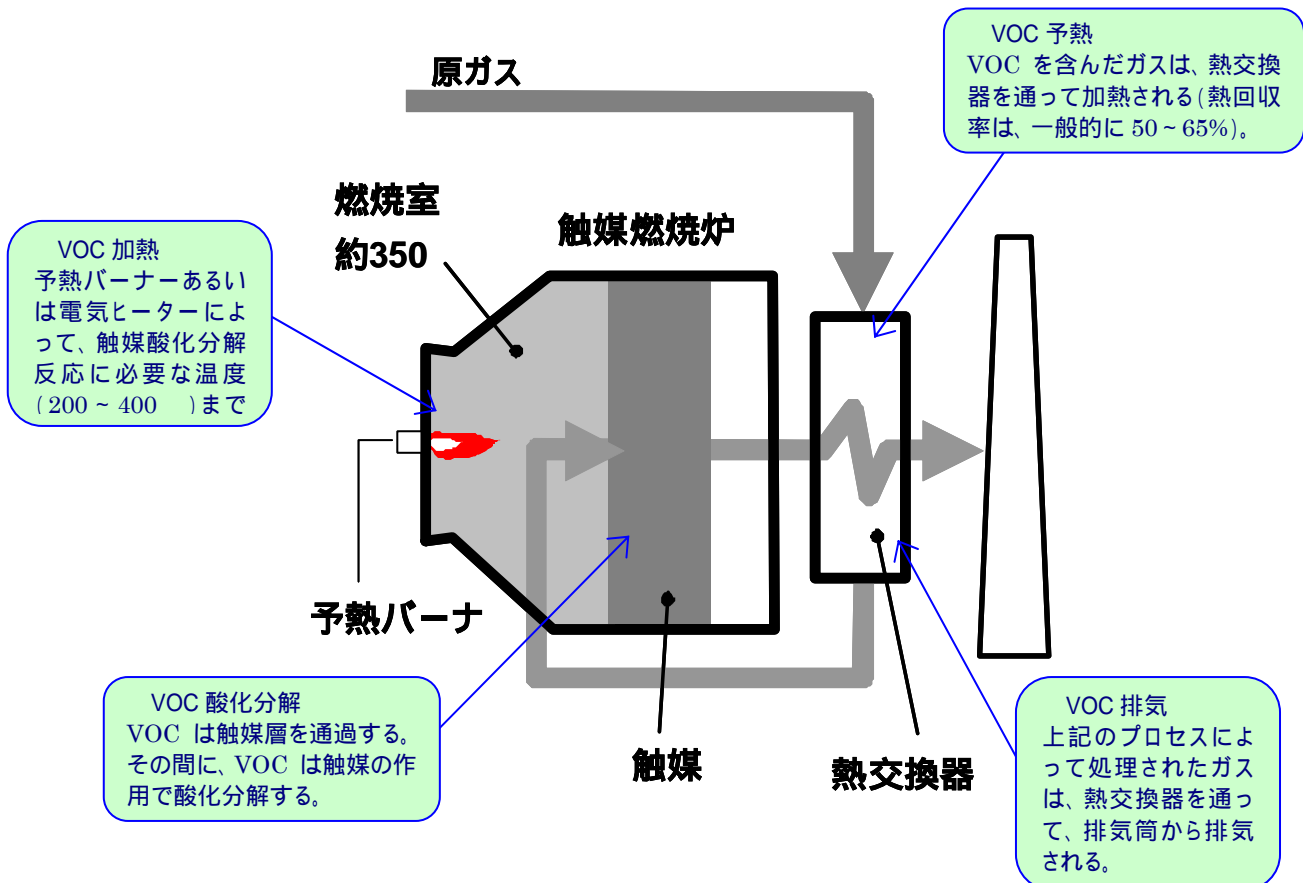 原ガス
VOC 予熱
VOC を含んだガスは、熱交換
器を通って加熱される(熱回収
率は、一般的に 50~65%)。
燃焼室
約350
触媒燃焼炉
VOC 加熱
予熱バーナーあるい
は電気ヒーターによ
って、触媒酸化分解
反応に必要な温度
(200~400　)まで
予熱バーナ
VOC 酸化分解
VOC は触媒層を通過する。
その間に、VOC は触媒の作
用で酸化分解する。
触媒
熱交換器
VOC 排気
上記のプロセスによ
って処理されたガス
は、熱交換器を通っ
て、排気筒から排気
される。